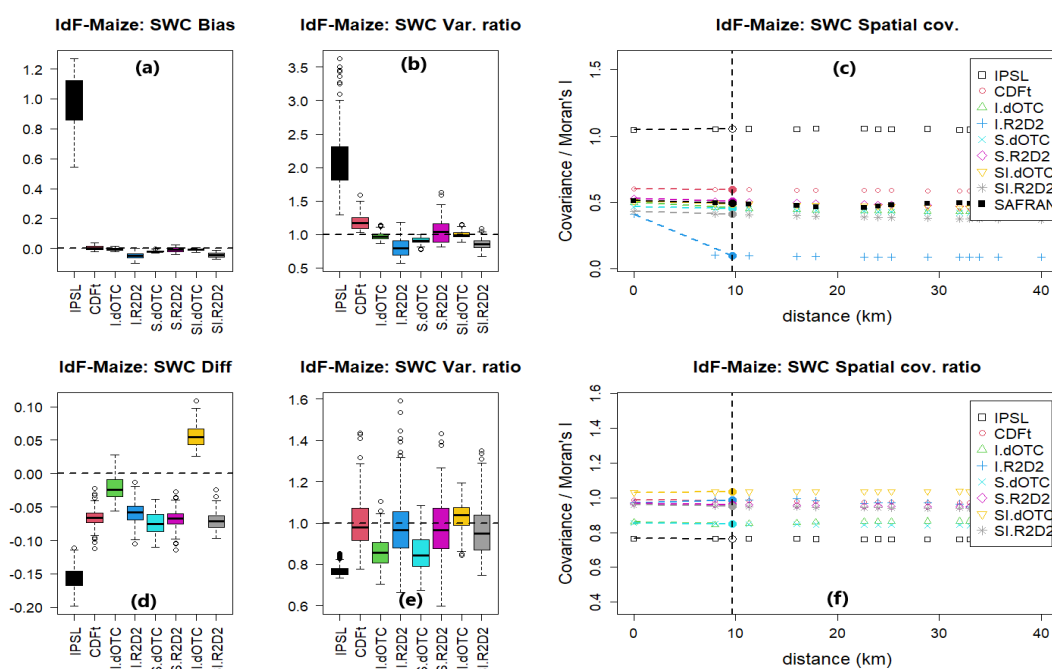 IdF-Maize: SWC Bias
(a)
1.2
1.0
0.8
0.6
0.4
0.2
0.0
IPSL
CDFt
I.dOTC
I.R2D2
S.dOTC
S.R2D2
SI.dOTC
SI.R2D2
IdF-Maize: SWC Var. ratio
(b)
3.5
3.0
2.5
2.0
1.5
1.0
0.5
IPSL
CDFt
I.dOTC
I.R2D2
S.dOTC
S.R2D2
SI.dOTC
SI.R2D2
IdF-Maize: SWC Spatial cov.
(c)
Covariance / Moran's I
1.5
1.0
0.5
0.0
0
10
20
30
40
distance (km)
IPSL
CDFt
I.dOTC
I.R2D2
S.dOTC
S.R2D2
SI.dOTC
SI.R2D2
SAFRAN
IdF-Maize: SWC Diff
0.10
0.05
0.00
-0.05
-0.10
-0.15
-0.20
(d)
IPSL
CDFt
I.dOTC
I.R2D2
S.dOTC
S.R2D2
SI.dOTC
SI.R2D2
IdF-Maize: SWC Var. ratio
1.6
1.4
1.2
1.0
0.8
0.6
(e)
IPSL
CDFt
I.dOTC
I.R2D2
S.dOTC
S.R2D2
SI.dOTC
SI.R2D2
IdF-Maize: SWC Spatial cov. ratio
Covariance / Moran's I
1.6
1.4
1.2
1.0
0.8
0.6
0.4
IPSL
CDFt
I.dOTC
I.R2D2
S.dOTC
S.R2D2
SI.dOTC
SI.R2D2
(f)
0
10
20
30
40
distance (km)